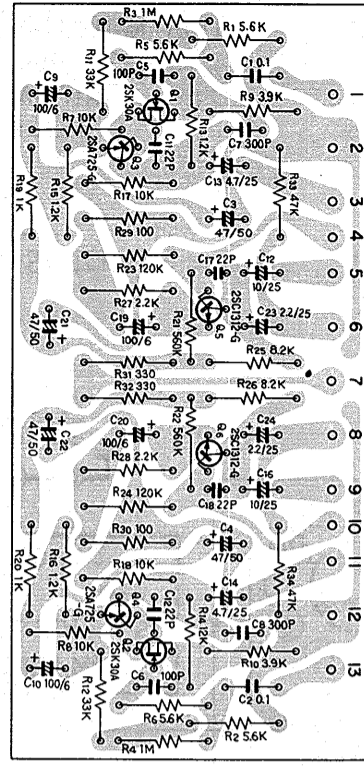 R3 1M
R1 5.6K
R5 5.6K
C5
100P
C1 0.1
R11 33K
C9
+
100/6
2SK30A
Q1
R9 3.9K
1
R7 10K
R13 12K
C7 300P
2SA725-G
Q3
C11 22P
2
+
C13 4.7/25
R19 1K
R15 1.2K
R17 10K
C3
47/50
R33 47K
3
R29 100
4
R23 120K
C17 22P
C12
10/25
5
R27 2.2K
C21
47/50
C19
100/6
R21 560K
2SC1312-G
Q5
C23 2.2/25
6
R25 8.2K
R31 330
7
R32 330
R26 8.2K
C22
47/50
C20
100/6
R22 560K
Q6
2SC1312-G
C24
2.2/25
8
R28 2.2K
R24 120K
C18 22P
C16
10/25
9
R30 100
C4
47/50
10
R20 1K
R16 1.2K
R18 10K
C14
4.7/25
R34 47K
11
2SA725
-G
Q4
C12 22P
R14 12K
C8 300P
12
R8 10K
Q2
2SK30A
R10 3.9K
C10 100/6
R12 33K
C6
100P
C2 0.1
13
R6 5.6K
R2 5.6K
R4 1M